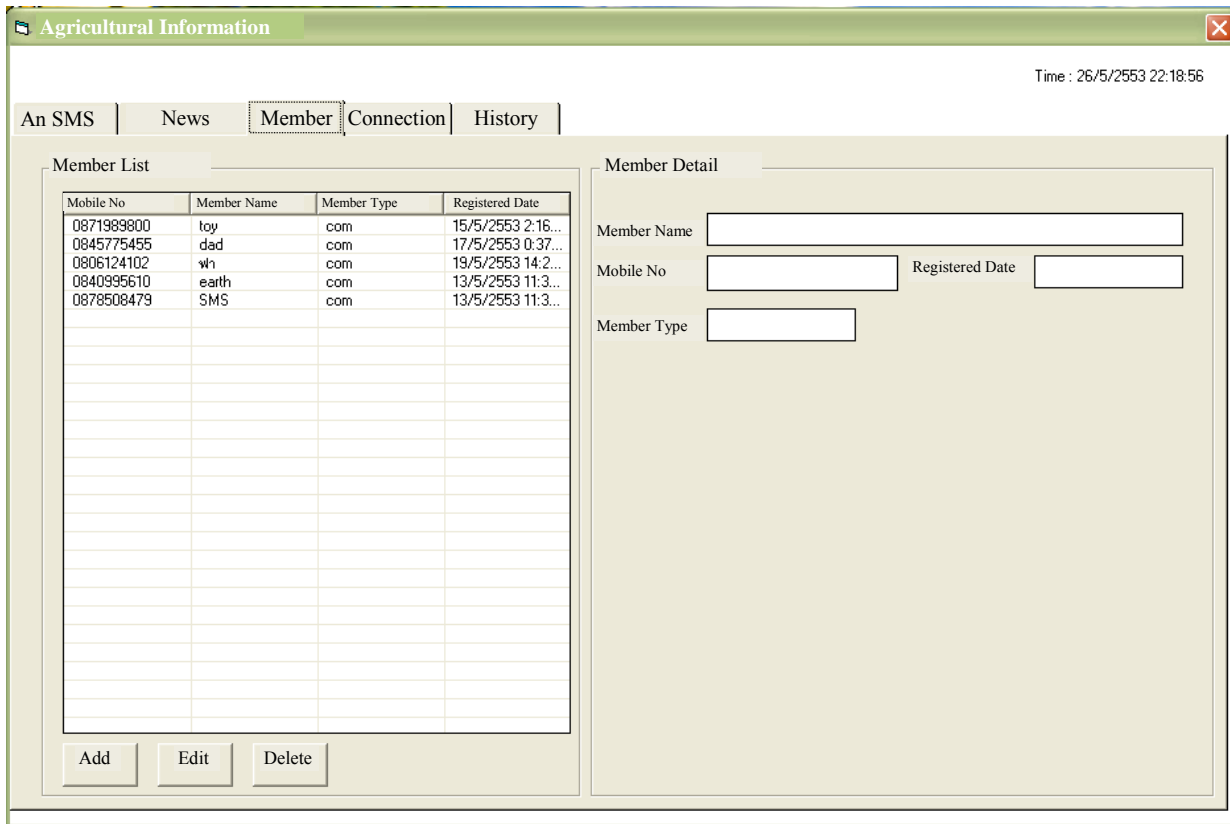 Agricultural Information
Time : 26/5/2553 22:18:56
An SMS News Member Connection History
Member List
Mobile No Member Name Member Type Registered Date
0871989800 toy com 15/5/2553 2:16...
0845775455 dad com 17/5/2553 0:37...
0806124102 ฟา com 19/5/2553 14:2...
0840995610 earth com 13/5/2553 11:3...
0878508479 SMS com 13/5/2553 11:3...
Add Edit Delete
Member Detail
Member Name
Mobile No Registered Date
Member Type